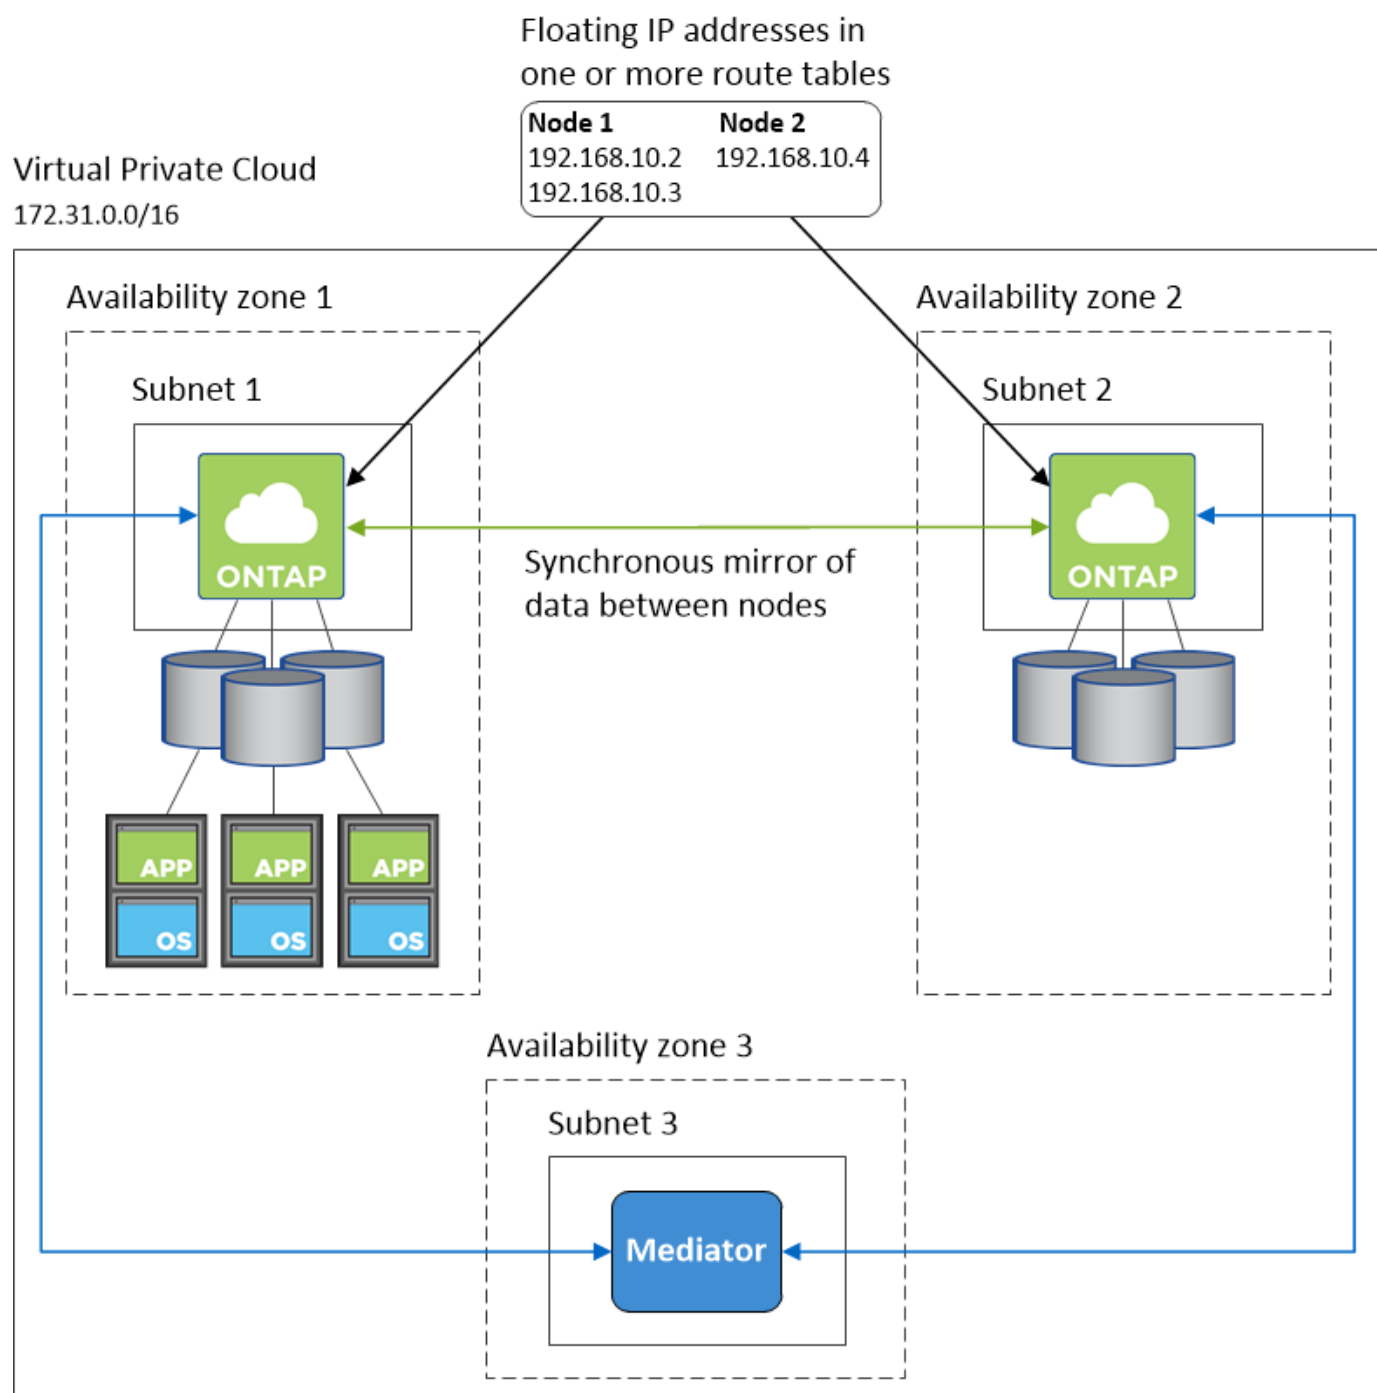 Floating IP addresses in
one or more route tables
Node 1 Node 2
192.168.10.2 192.168.10.4
192.168.10.3
Virtual Private Cloud
172.31.0.0/16
Availability zone 1
Availability zone 2
Subnet 1
Subnet 2
ONTAP
ONTAP
Synchronous mirror of
data between nodes
APP APP APP
OS OS OS
Availability zone 3
Subnet 3
Mediator